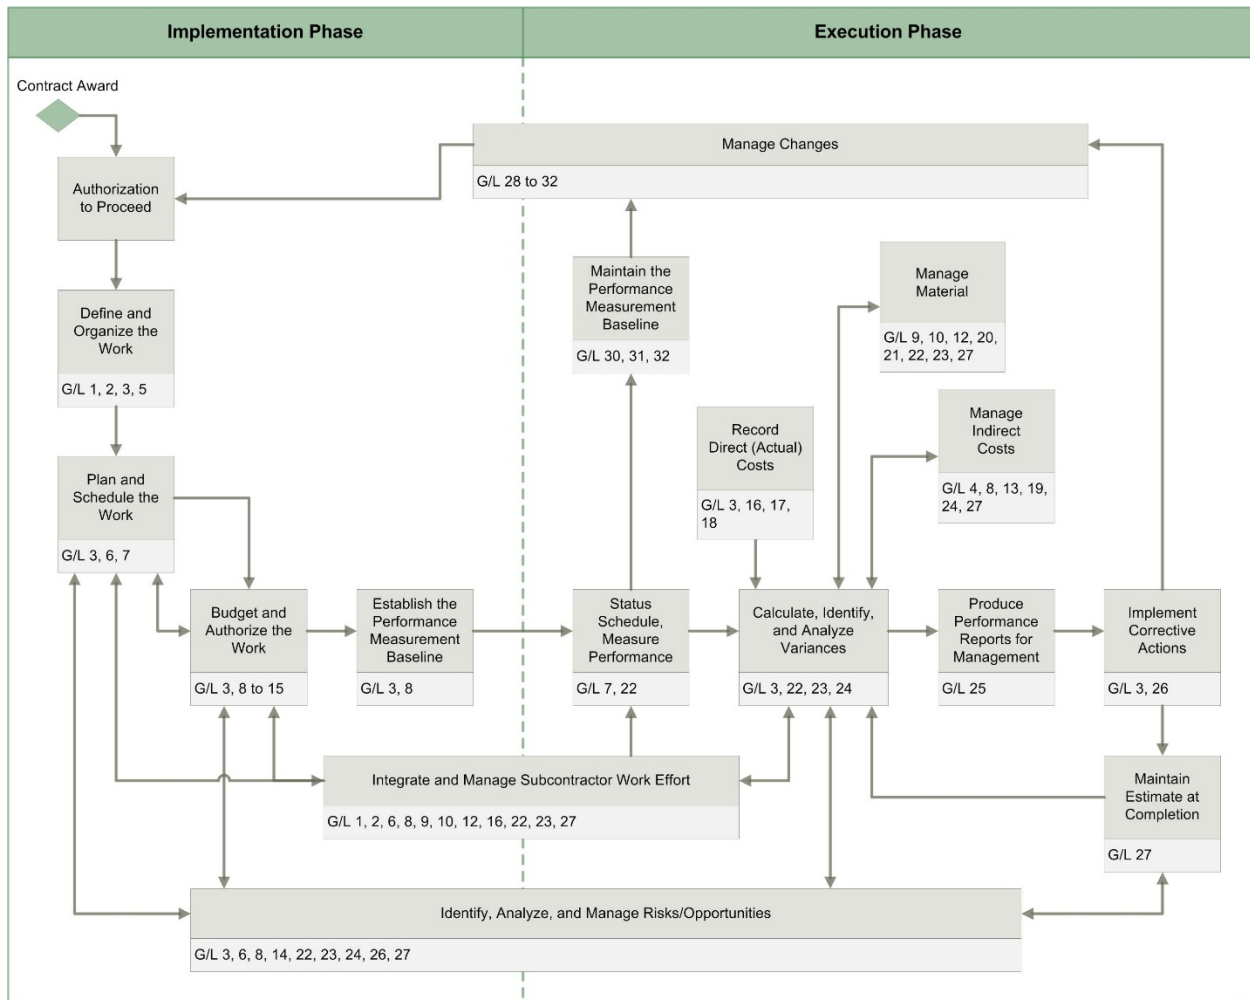 Implementation Phase
Execution Phase
Contract Award
Manage Changes
G/L 28 to 32
Authorization
to Proceed
Define and
Organize the
Work
G/L 1, 2, 3, 5
Maintain the
Performance
Measurement
Baseline
G/L 30, 31, 32
Manage
Material
G/L 9, 10, 12, 20,
21, 22, 23, 27
Record
Direct (Actual)
Costs
G/L 3, 16, 17,
18
Manage
Indirect
Costs
G/L 4, 8, 13, 19,
24, 27
Plan and
Schedule the
Work
G/L 3, 6, 7
Budget and
Authorize the
Work
G/L 3, 8 to 15
Establish the
Performance
Measurement
Baseline
G/L 3, 8
Status
Schedule,
Measure
Performance
G/L 7, 22
Calculate, Identify,
and Analyze
Variances
G/L 3, 22, 23, 24
Produce
Performance
Reports for
Management
G/L 25
Implement
Corrective
Actions
G/L 3, 26
Integrate and Manage Subcontractor Work Effort
G/L 1, 2, 6, 8, 9, 10, 12, 16, 22, 23, 27
Maintain
Estimate at
Completion
G/L 27
Identify, Analyze, and Manage Risks/Opportunities
G/L 3, 6, 8, 14, 22, 23, 24, 26, 27